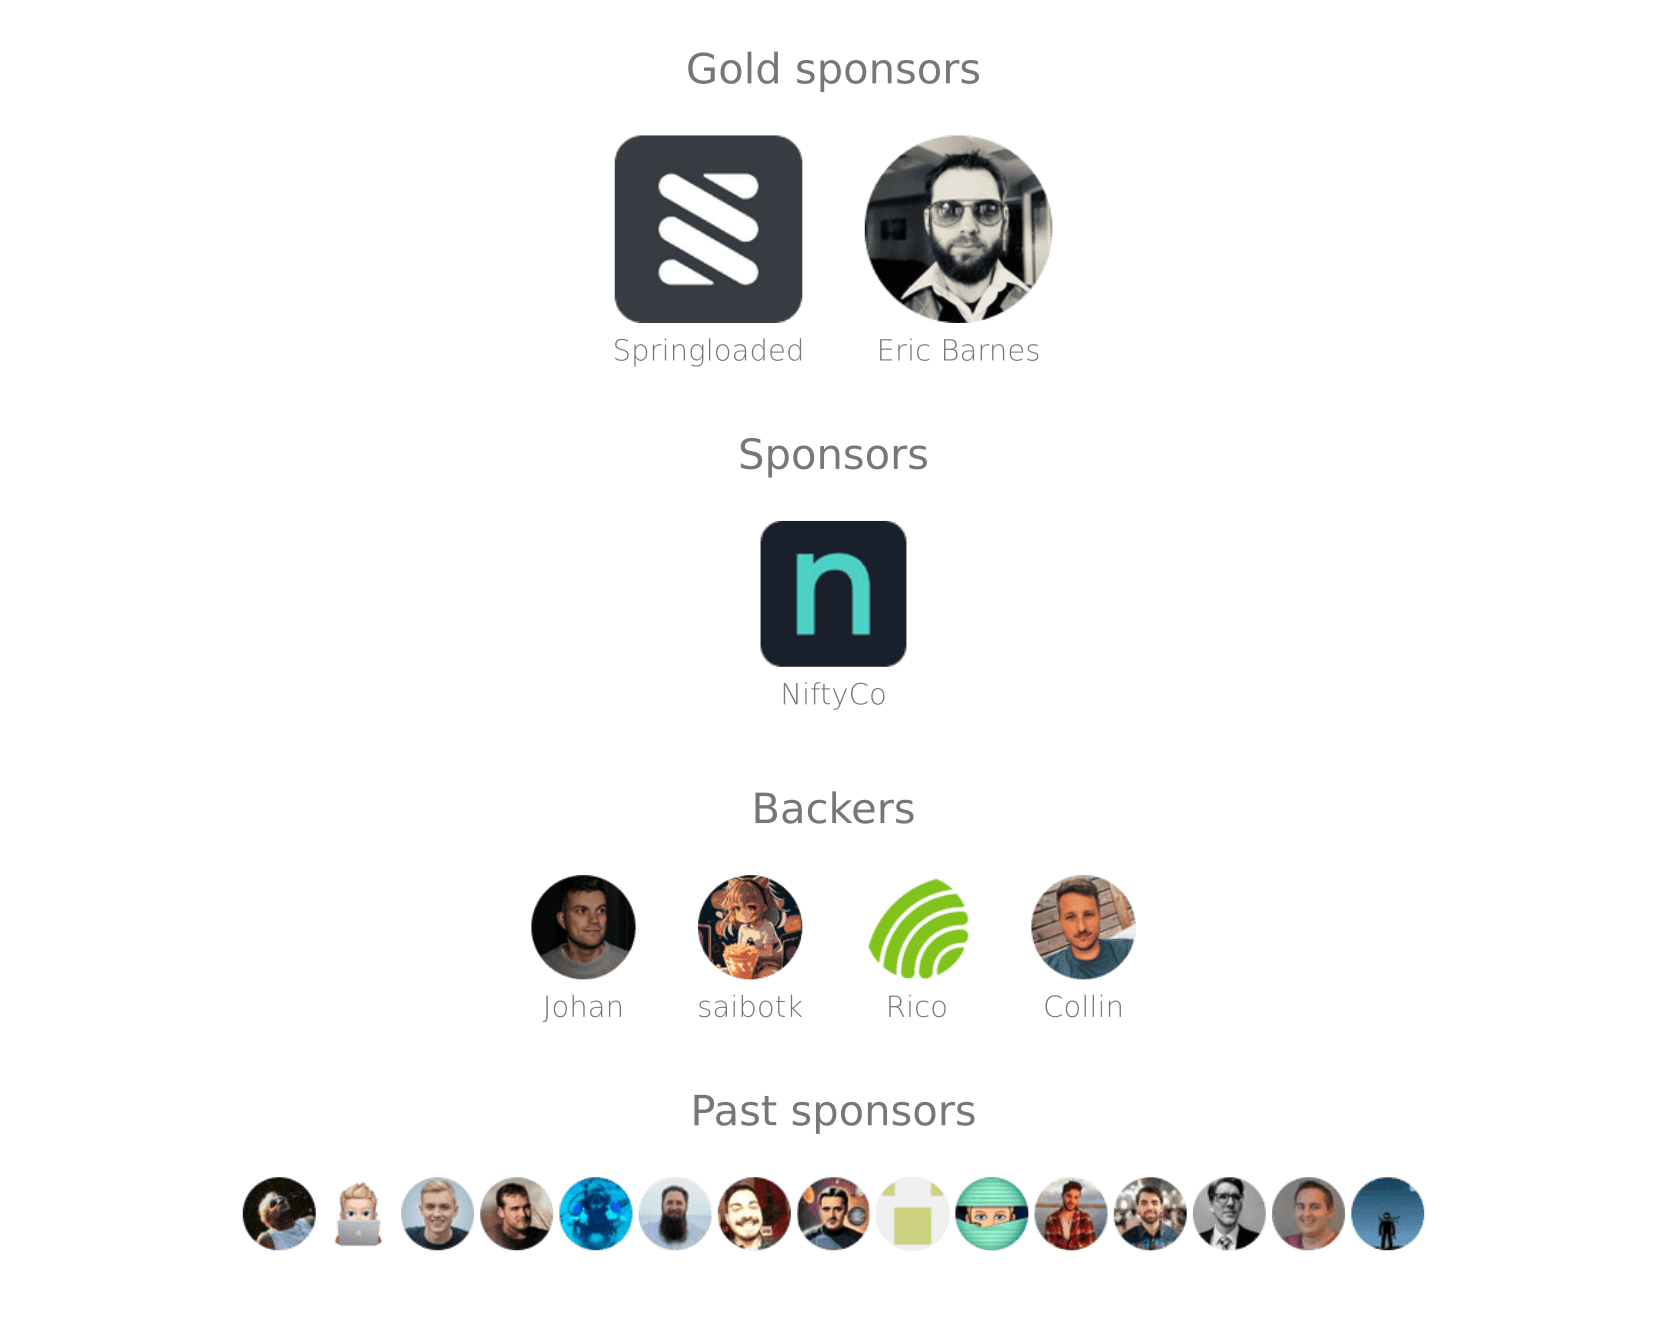 Gold sponsors
Springloaded Eric Barnes
Sponsors
n
NiftyCo
Backers
Johan saibotk Rico Collin
Past sponsors